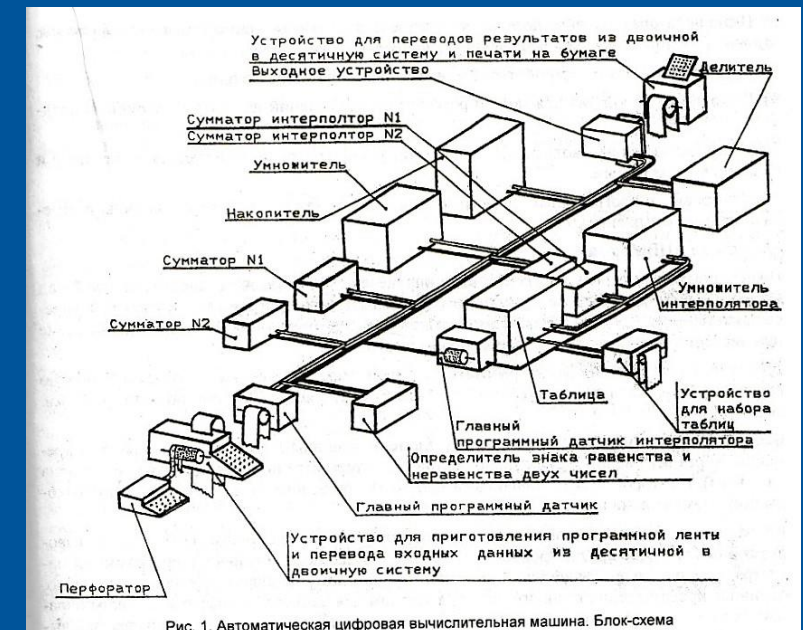 Устройство для переводов результатов из двоичной
в десятичную систему и печати на бумаге
Выходное устройство
Делитель
Сумматор интерполтор N1
Сумматор интерполтор N2
Умножитель
Накопитель
Сумматор N1
Умножитель
интерполятора
Сумматор N2
Таблица
Устройство
для набора
таблиц
Главный
программный датчик интерполятора
Определитель знака равенства и
неравенства двух чисел
Главный программный датчик
Устройство для приготовления программной ленты
и перевода входных данных из десятичной в
двоичную систему
Перфоратор
Рис. 1. Автоматическая цифровая вычислительная машина. Блок-схема